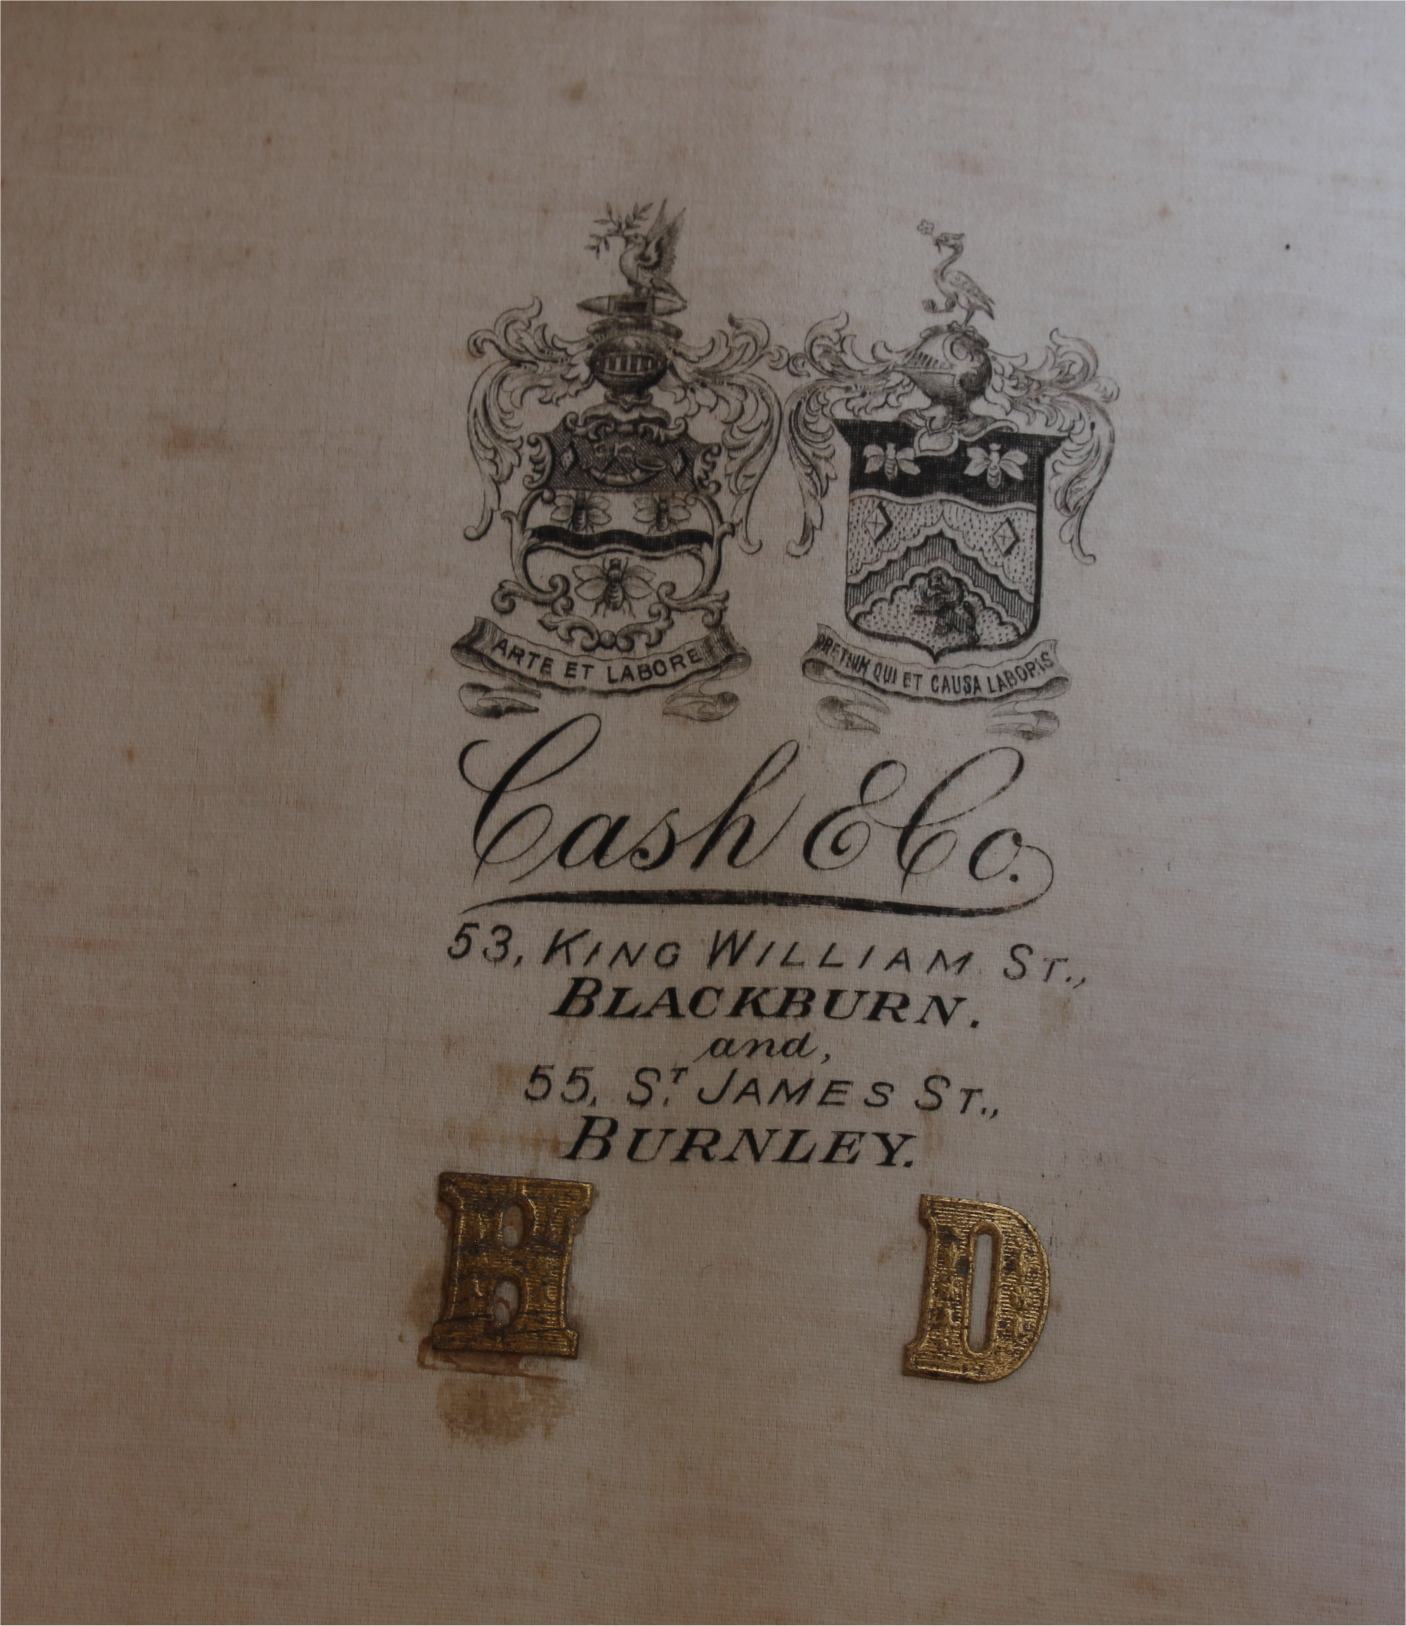 ARTE ET LABORE
PRETIUM QUI ET CAUSA LABORIS
Cash & Co.
53, KING WILLIAM ST.,
BLACKBURN.
and,
55, ST. JAMES ST.,
BURNLEY.
H D